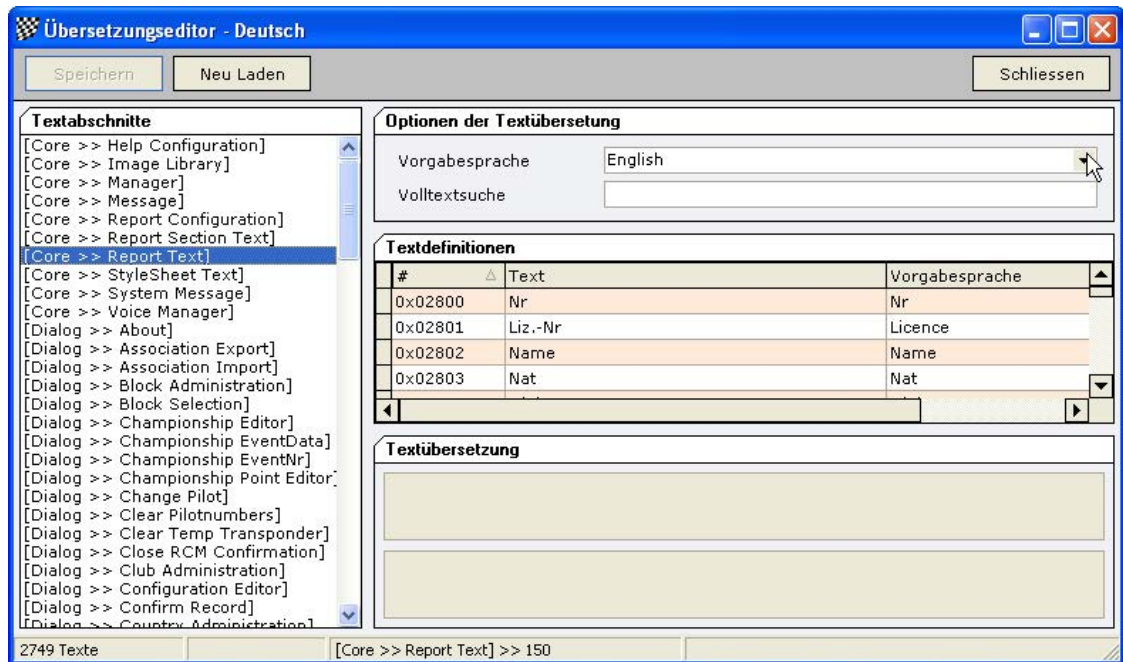 Übersetzungseditor - Deutsch
Speichern Neu Laden Schliessen
Textabschnitte
[Core >> Help Configuration]
[Core >> Image Library]
[Core >> Manager]
[Core >> Message]
[Core >> Report Configuration]
[Core >> Report Section Text]
[Core >> Report Text]
[Core >> StyleSheet Text]
[Core >> System Message]
[Core >> Voice Manager]
[Dialog >> About]
[Dialog >> Association Export]
[Dialog >> Association Import]
[Dialog >> Block Administration]
[Dialog >> Block Selection]
[Dialog >> Championship Editor]
[Dialog >> Championship EventData]
[Dialog >> Championship EventNr]
[Dialog >> Championship Point Editor]
[Dialog >> Change Pilot]
[Dialog >> Clear Pilotnumbers]
[Dialog >> Clear Temp Transponder]
[Dialog >> Close RCM Confirmation]
[Dialog >> Club Administration]
[Dialog >> Configuration Editor]
[Dialog >> Confirm Record]
[Dialog >> Country Administration]
Optionen der Textübersetung
Vorgabesprache English
Volltextsuche
Textdefinitionen
# Text Vorgabesprache
0x02800 Nr Nr
0x02801 Liz.-Nr Licence
0x02802 Name Name
0x02803 Nat Nat
Textübersetzung
2749 Texte [Core >> Report Text] >> 150